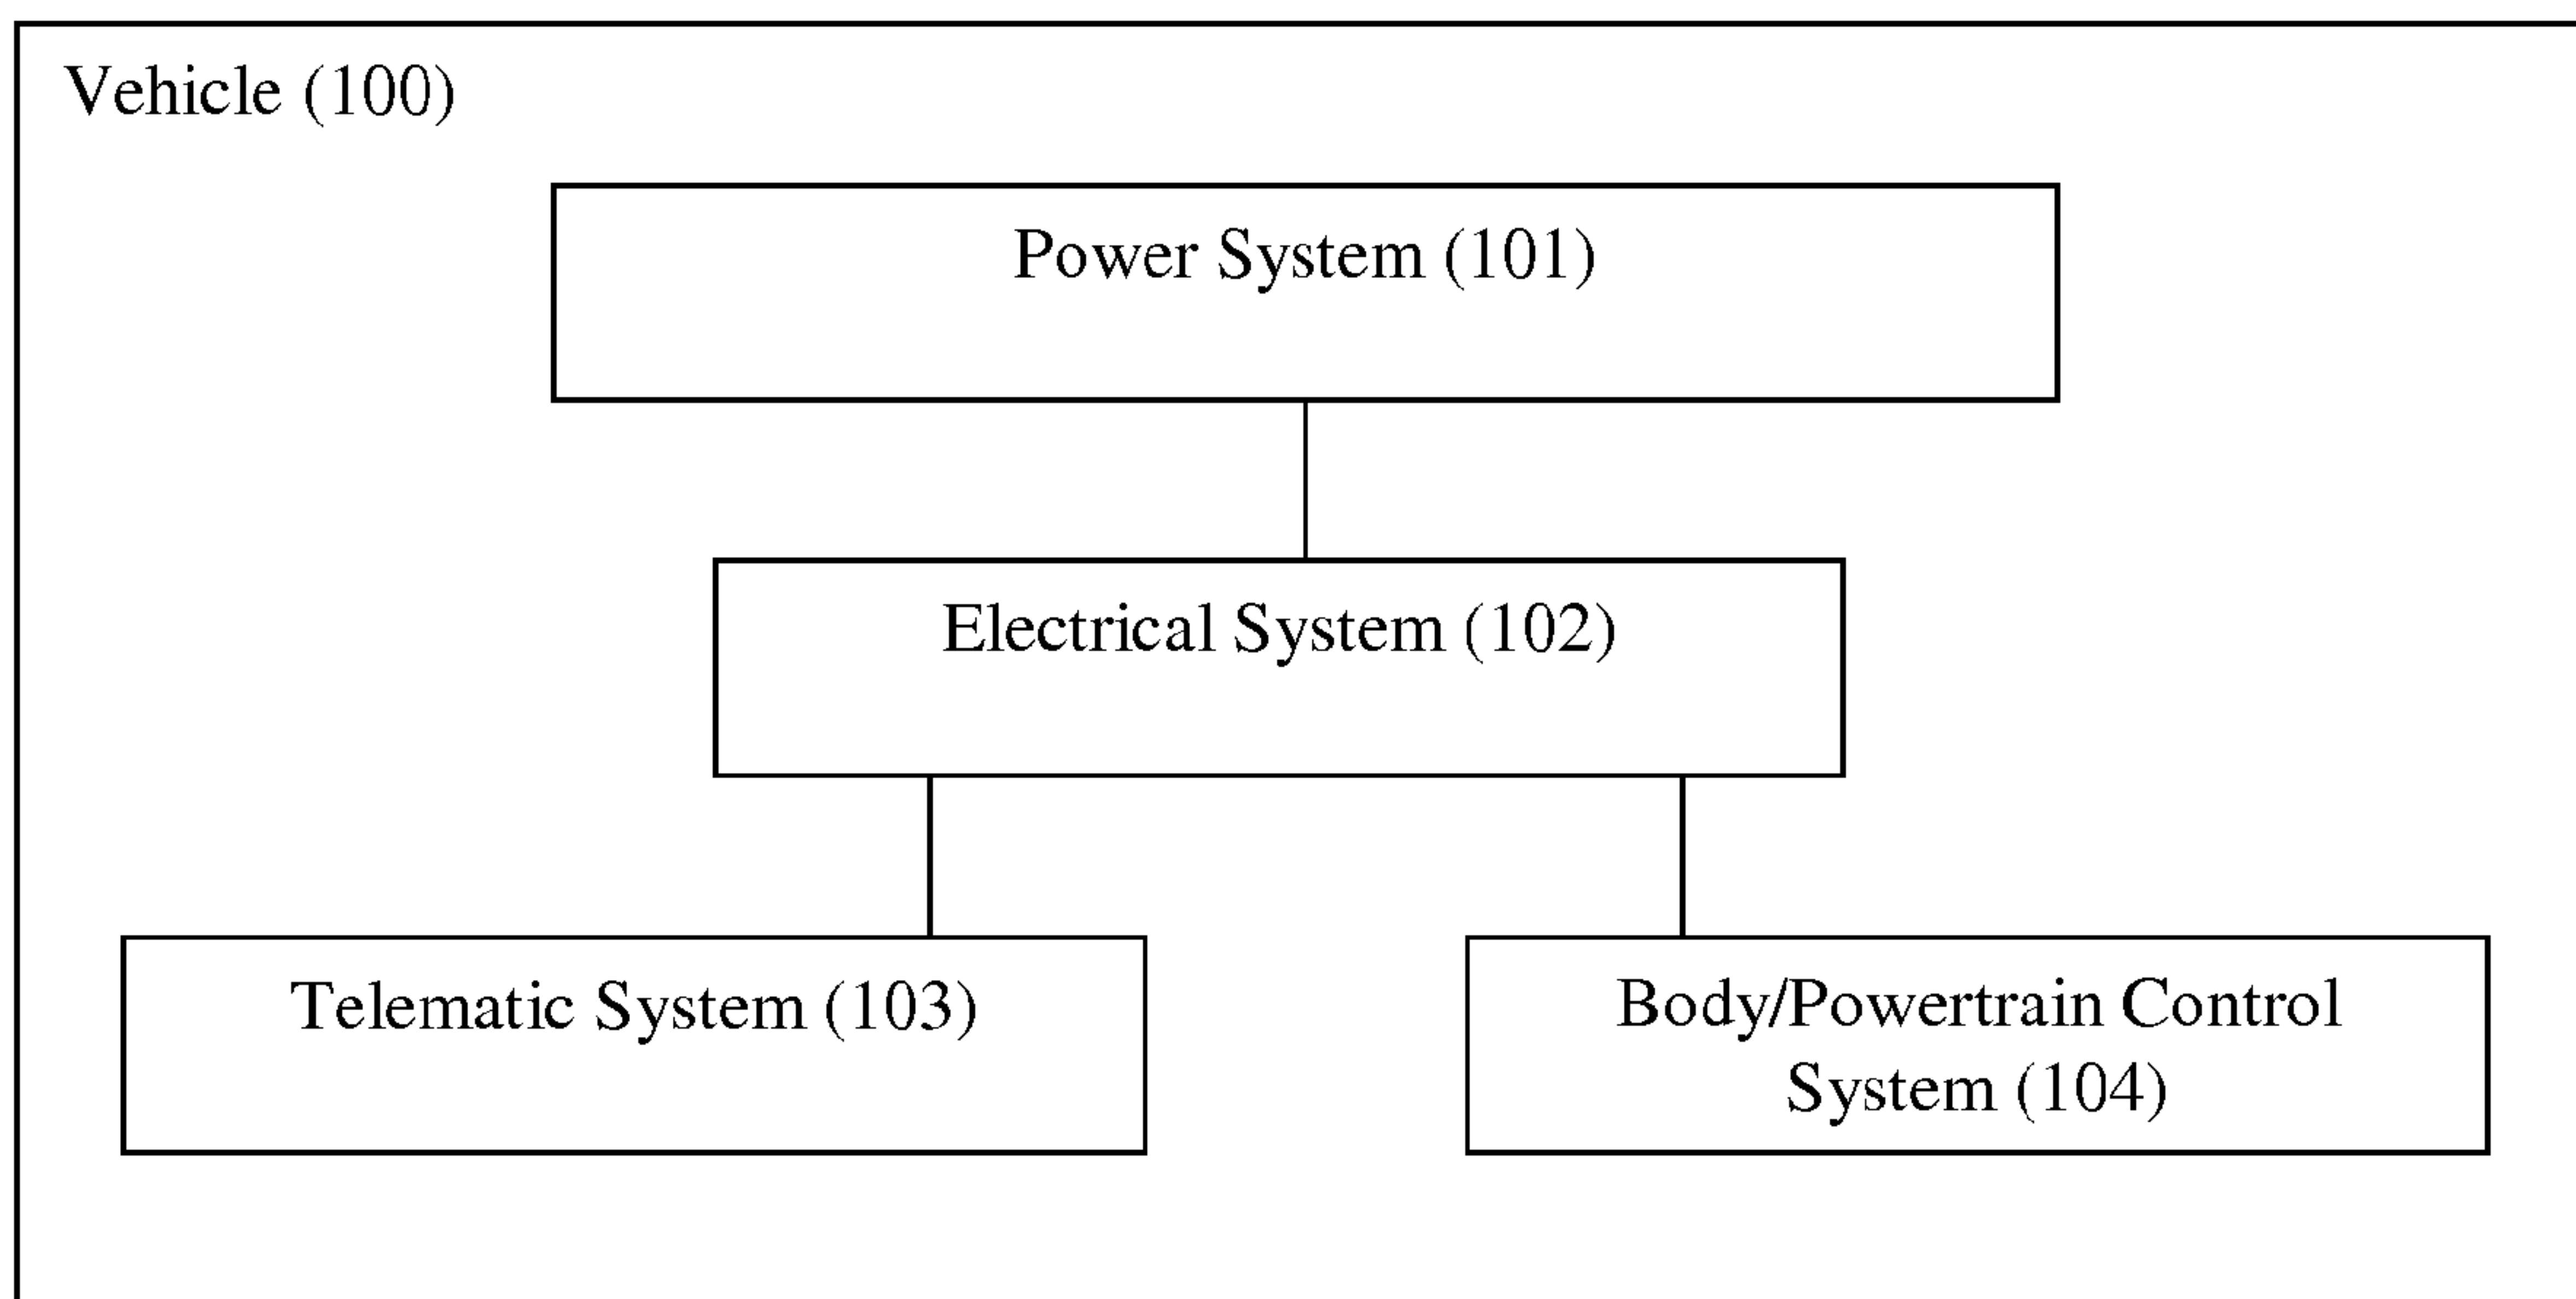 Vehicle (100)
Power System (101)
Electrical System (102)
Telematic System (103)
Body/Powertrain Control
System (104)